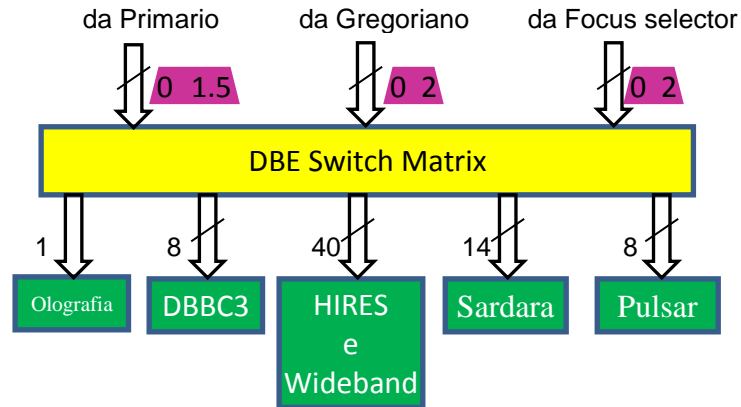 da Primario da Gregoriano da Focus selector
0 1.5 0 2 0 2
DBE Switch Matrix
1 8 40 14 8
Olografia DBBC3 HIRES Sardara Pulsar
e
Wideband